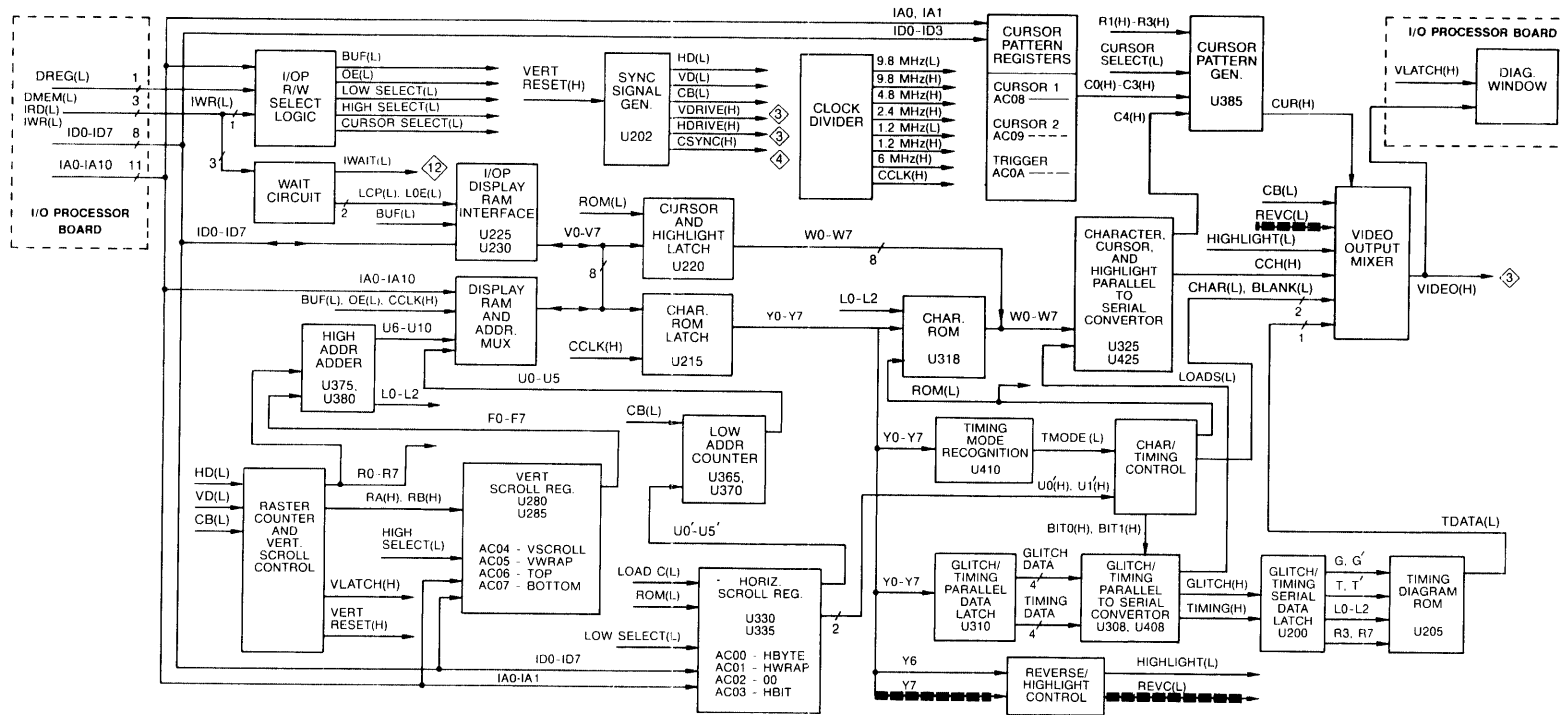 DREG(L)
1
DMEM(L)
IRD(L)
IWR(L)
3
ID0-ID7
8
IA0-IA10
11
I/O PROCESSOR
BOARD
IWR(L)
1
3
I/OP
R/W
SELECT
LOGIC
BUF(L)
OE(L)
LOW SELECT(L)
HIGH SELECT(L)
CURSOR SELECT(L)
WAIT
CIRCUIT
IWAIT(L)
12
LCP(L), LOE(L)
2
BUF(L)
ID0-ID7
I/OP
DISPLAY
RAM
INTERFACE
U225
U230
VERT
RESET(H)
SYNC
SIGNAL
GEN.
U202
HD(L)
VD(L)
CB(L)
VDRIVE(H)
3
HDRIVE(H)
3
CSYNC(H)
4
CLOCK
DIVIDER
9.8 MHz(L)
9.8 MHz(H)
4.8 MHz(H)
2.4 MHz(H)
1.2 MHz(L)
1.2 MHz(H)
6 MHz(H)
CCLK(H)
IA0, IA1
ID0-ID3
CURSOR
PATTERN
REGISTERS
CURSOR 1
AC08
CURSOR 2
AC09
TRIGGER
AC0A
R1(H)-R3(H)
CURSOR
SELECT(L)
C0(H)-C3(H)
C4(H)
CURSOR
PATTERN
GEN.
U385
CUR(H)
I/O PROCESSOR BOARD
VLATCH(H)
DIAG.
WINDOW
ROM(L)
V0-V7
8
CURSOR
AND
HIGHLIGHT
LATCH
U220
W0-W7
8
IA0-IA10
BUF(L), OE(L), CCLK(H)
DISPLAY
RAM
AND
ADDR.
MUX
CHAR.
ROM
LATCH
U215
CCLK(H)
Y0-Y7
L0-L2
CHAR.
ROM
U318
W0-W7
ROM(L)
CHARACTER,
CURSOR,
AND
HIGHLIGHT
PARALLEL
TO
SERIAL
CONVERTOR
U325
U425
LOADS(L)
CB(L)
REVC(L)
HIGHLIGHT(L)
CCH(H)
CHAR(L), BLANK(L)
2
1
VIDEO
OUTPUT
MIXER
VIDEO(H)
3
HIGH
ADDR
ADDER
U375,
U380
U6-U10
L0-L2
U0-U5
F0-F7
R0-R7
CB(L)
LOW
ADDR
COUNTER
U365,
U370
U0'-U5'
HD(L)
VD(L)
CB(L)
RASTER
COUNTER
AND
VERT.
SCROLL
CONTROL
RA(H), RB(H)
HIGH
SELECT(L)
VLATCH(H)
VERT
RESET(H)
VERT
SCROLL REG.
U280
U285
AC04 - VSCROLL
AC05 - VWRAP
AC06 - TOP
AC07 - BOTTOM
LOAD C(L)
ROM(L)
LOW SELECT(L)
ID0-ID7
IA0-IA1
HORIZ.
SCROLL REG.
U330
U335
AC00 - HBYTE
AC01 - HWRAP
AC02 - 00
AC03 - HBIT
2
Y0-Y7
TIMING
MODE
RECOGNITION
U410
TMODE(L)
U0'(H), U1'(H)
CHAR/
TIMING
CONTROL
BIT0(H), BIT1(H)
TDATA(L)
Y0-Y7
GLITCH/
TIMING
PARALLEL
DATA
LATCH
U310
GLITCH
DATA
4
TIMING
DATA
4
GLITCH/
TIMING
PARALLEL
TO SERIAL
CONVERTOR
U308, U408
GLITCH(H)
TIMING(H)
GLITCH/
TIMING
SERIAL
DATA
LATCH
U200
G, G'
T, T'
L0-L2
R3, R7
TIMING
DIAGRAM
ROM
U205
Y6
Y7
REVERSE/
HIGHLIGHT
CONTROL
HIGHLIGHT(L)
REVC(L)